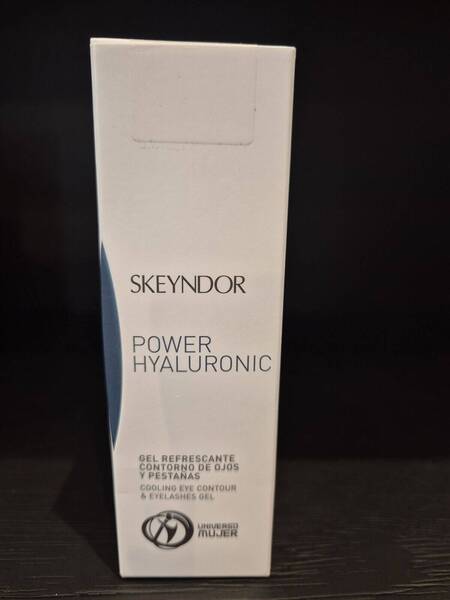 SKEYNDOR
POWER
HYALURONIC
GEL REFRESCANTE
CONTORNO DE OJOS
Y PESTAÑAS
COOLING EYE CONTOUR
& EYELASHES GEL
UNIVERSO
MUJER